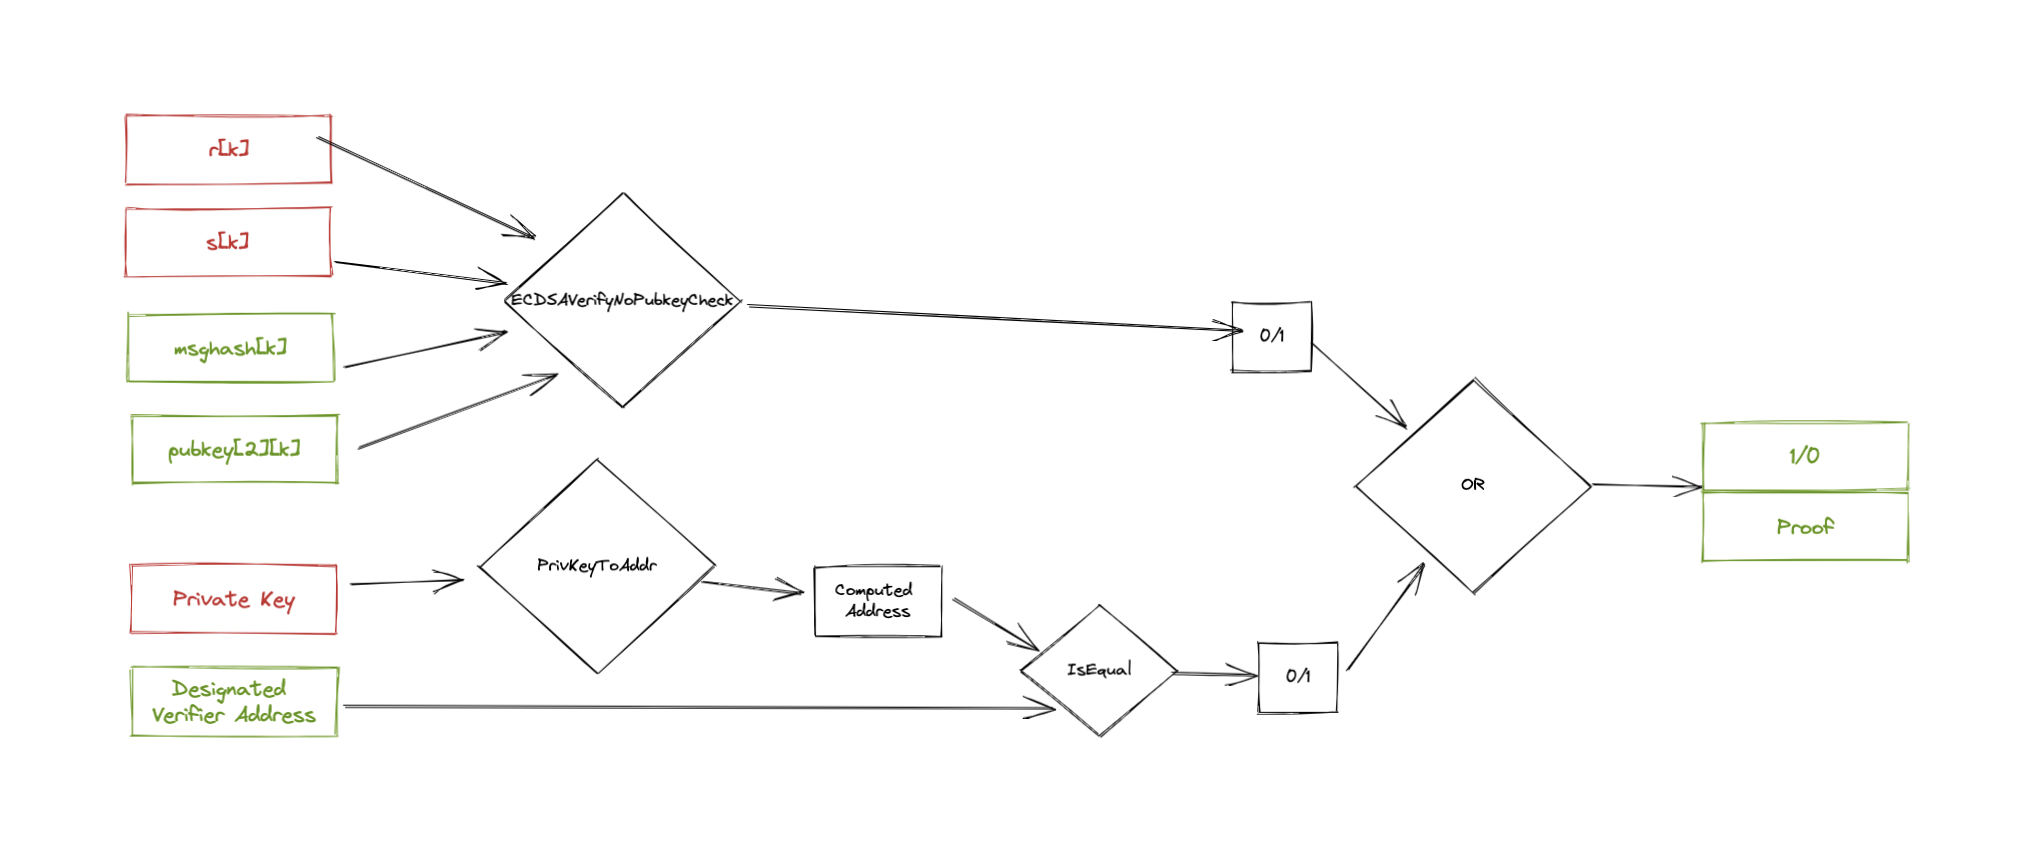 r[k]
s[k]
msghash[k]
pubkey[2][k]
ECDSAVerifyNoPubkeyCheck
0/1
OR
1/0
Proof
Private Key
PrivKeyToAddr
Computed
Address
Designated
Verifier Address
IsEqual
0/1